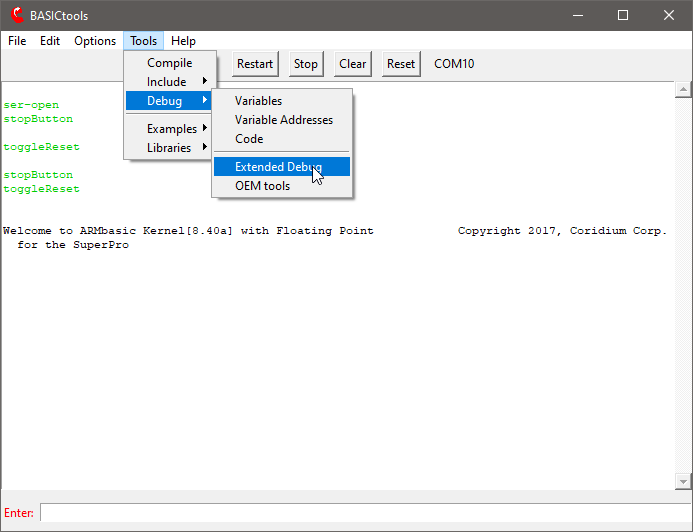 BASICtools
File Edit Options Tools Help
Restart Stop Clear Reset COM10
Compile
Include
Debug
Examples
Libraries
Variables
Variable Addresses
Code
Extended Debug
OEM tools
ser-open
stopButton
toggleReset
stopButton
toggleReset
Welcome to ARMbasic Kernel[8.40a] with Floating Point Copyright 2017, Coridium Corp.
for the SuperPro
Enter: